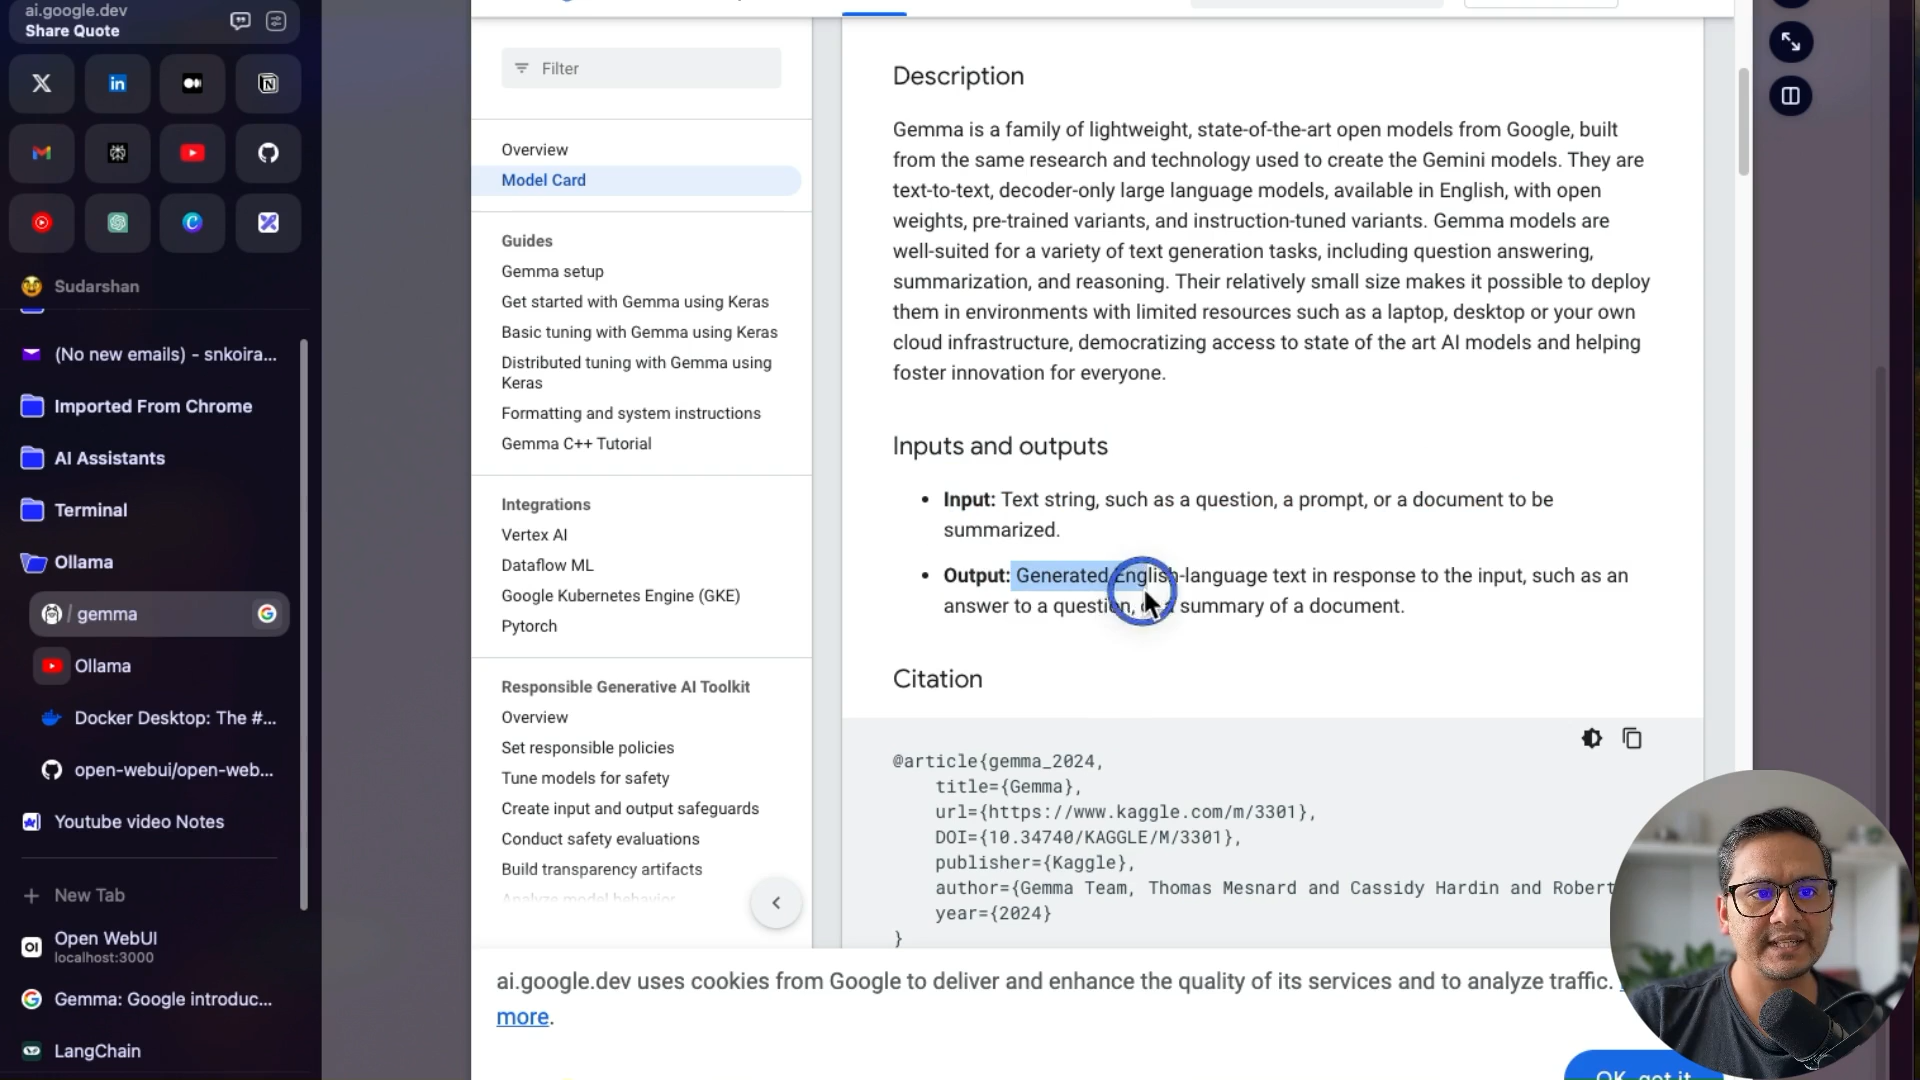 ai.google.dev
Share Quote
Sudarshan
(No new emails) - snkoira...
Imported From Chrome
AI Assistants
Terminal
Ollama
/ gemma
Ollama
Docker Desktop: The #...
open-webui/open-web...
Youtube video Notes
+ New Tab
Open WebUI
localhost:3000
Gemma: Google introduc...
LangChain
Filter
Overview
Model Card
Guides
Gemma setup
Get started with Gemma using Keras
Basic tuning with Gemma using Keras
Distributed tuning with Gemma using
Keras
Formatting and system instructions
Gemma C++ Tutorial
Integrations
Vertex AI
Dataflow ML
Google Kubernetes Engine (GKE)
Pytorch
Responsible Generative AI Toolkit
Overview
Set responsible policies
Tune models for safety
Create input and output safeguards
Conduct safety evaluations
Build transparency artifacts
Analyze model behavior
Description
Gemma is a family of lightweight, state-of-the-art open models from Google, built
from the same research and technology used to create the Gemini models. They are
text-to-text, decoder-only large language models, available in English, with open
weights, pre-trained variants, and instruction-tuned variants. Gemma models are
well-suited for a variety of text generation tasks, including question answering,
summarization, and reasoning. Their relatively small size makes it possible to deploy
them in environments with limited resources such as a laptop, desktop or your own
cloud infrastructure, democratizing access to state of the art AI models and helping
foster innovation for everyone.
Inputs and outputs
• Input: Text string, such as a question, a prompt, or a document to be
summarized.
• Output: Generated English-language text in response to the input, such as an
answer to a question, or a summary of a document.
Citation
@article{gemma_2024,
title={Gemma},
url={https://www.kaggle.com/m/3301},
DOI={10.34740/KAGGLE/M/3301},
publisher={Kaggle},
author={Gemma Team, Thomas Mesnard and Cassidy Hardin and Robert
year={2024}
}
ai.google.dev uses cookies from Google to deliver and enhance the quality of its services and to analyze traffic.
more.
OK, got it